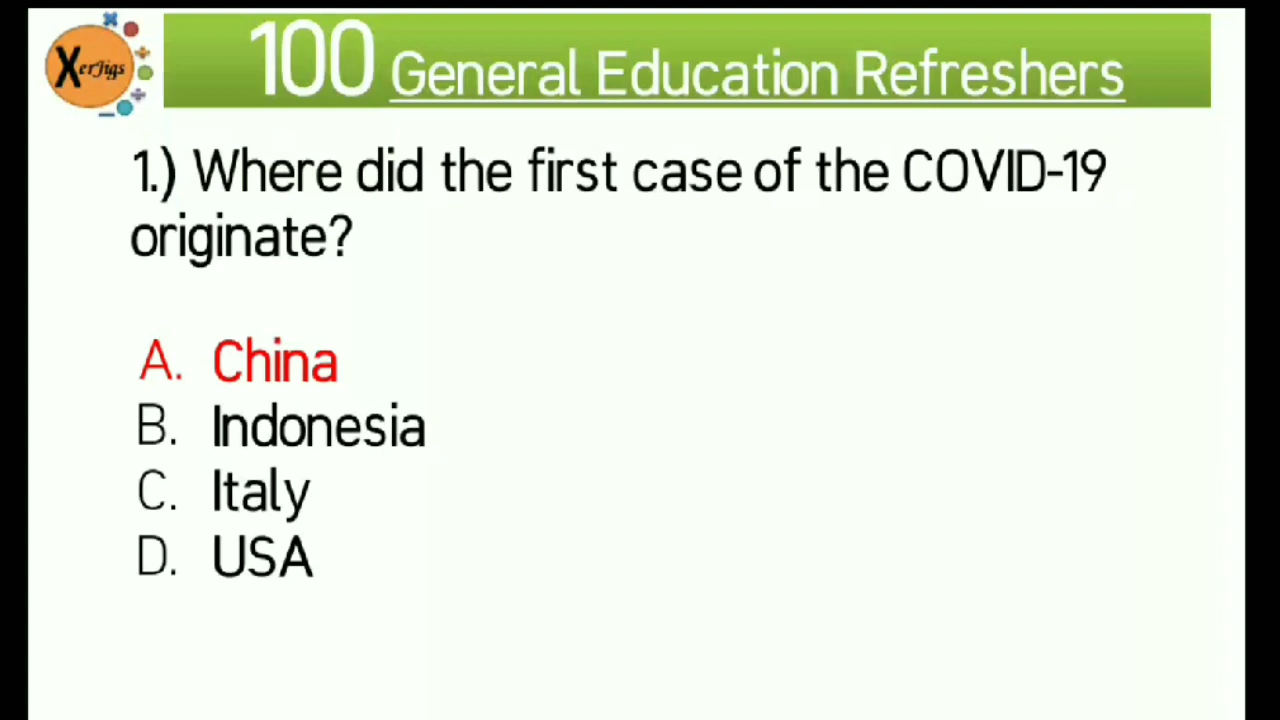 Xerjigs
100 General Education Refreshers
1.) Where did the first case of the COVID-19
originate?
A. China
B. Indonesia
C. Italy
D. USA